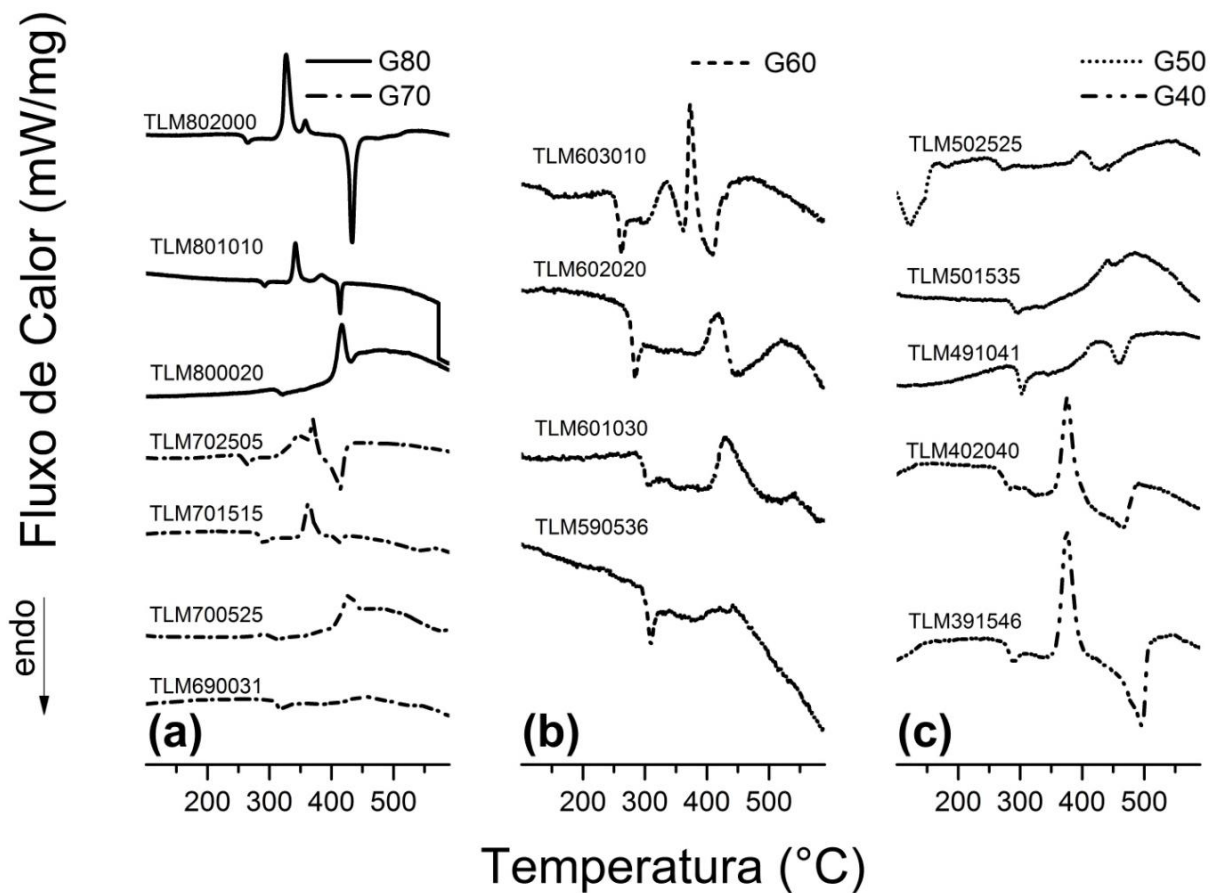 Fluxo de Calor (mW/mg)
endo
G80
G70
TLM802000
TLM801010
TLM800020
TLM702505
TLM701515
TLM700525
TLM690031
(a)
200 300 400 500
G60
TLM603010
TLM602020
TLM601030
TLM590536
(b)
200 300 400 500
G50
G40
TLM502525
TLM501535
TLM491041
TLM402040
TLM391546
(c)
200 300 400 500
Temperatura (°C)